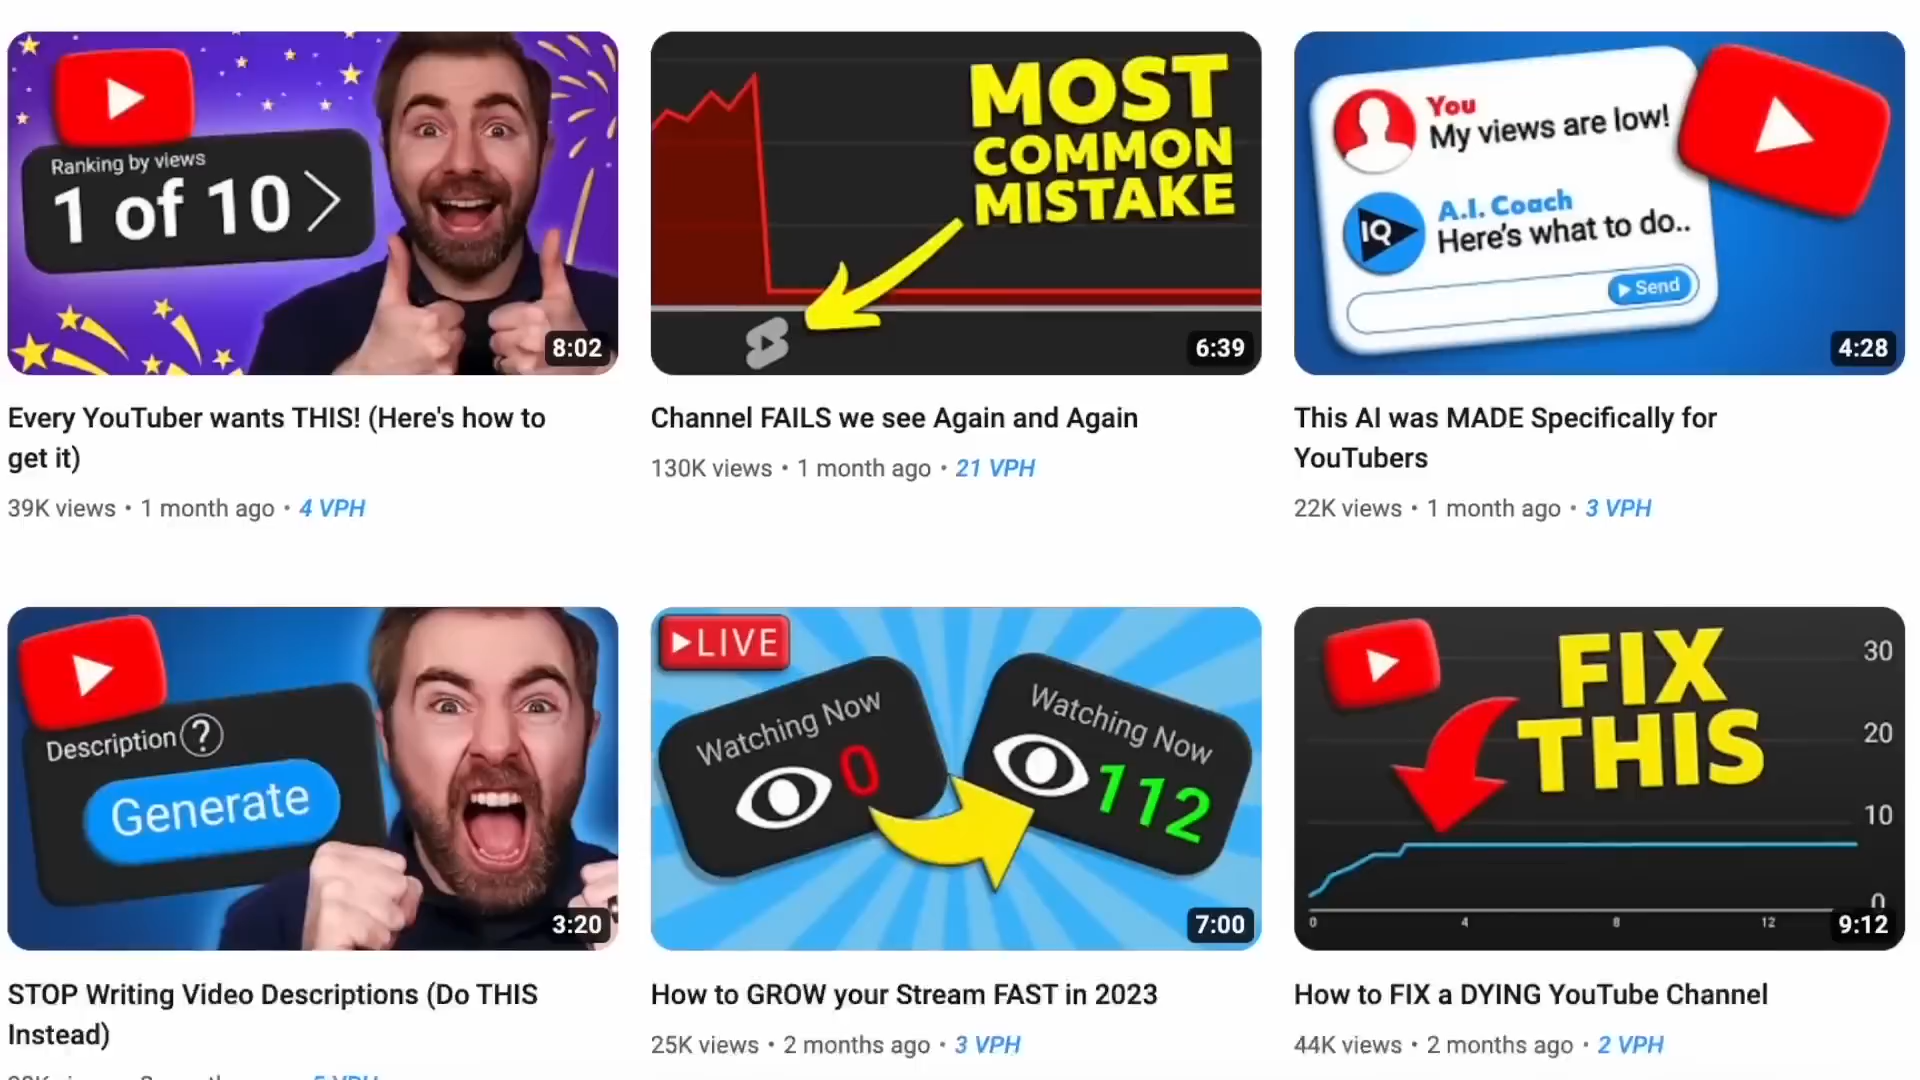 Ranking by views
1 of 10
8:02
Every YouTuber wants THIS! (Here's how to
get it)
39K views • 1 month ago • 4 VPH
MOST
COMMON
MISTAKE
6:39
Channel FAILS we see Again and Again
130K views • 1 month ago • 21 VPH
You
My views are low!
IQ
A.I. Coach
Here's what to do..
Send
4:28
This AI was MADE Specifically for
YouTubers
22K views • 1 month ago • 3 VPH
Description ?
Generate
3:20
STOP Writing Video Descriptions (Do THIS
Instead)
LIVE
Watching Now
0
Watching Now
112
7:00
How to GROW your Stream FAST in 2023
25K views • 2 months ago • 3 VPH
FIX
THIS
30
20
10
0
0 4 8 12
9:12
How to FIX a DYING YouTube Channel
44K views • 2 months ago • 2 VPH
5 VPH